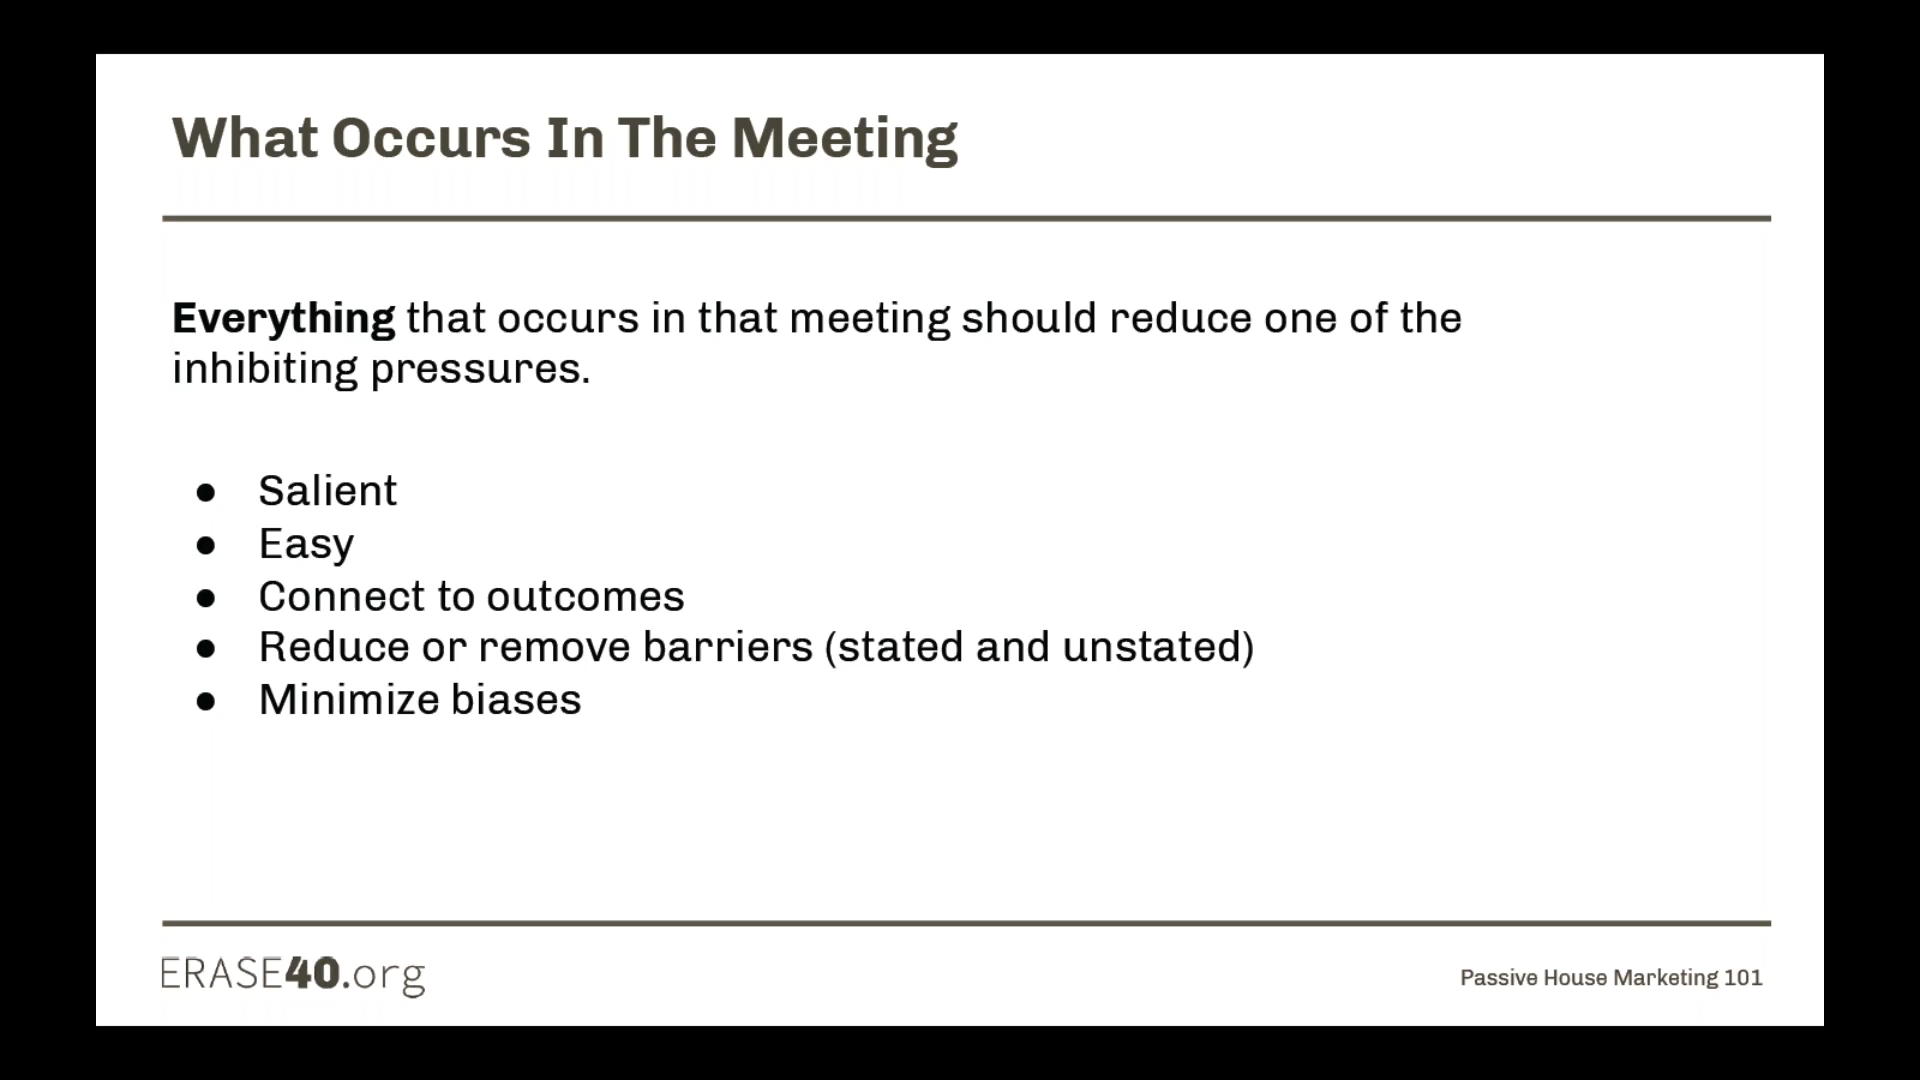 What Occurs In The Meeting
Everything that occurs in that meeting should reduce one of the
inhibiting pressures.
● Salient
● Easy
● Connect to outcomes
● Reduce or remove barriers (stated and unstated)
● Minimize biases
ERASE40.org
Passive House Marketing 101